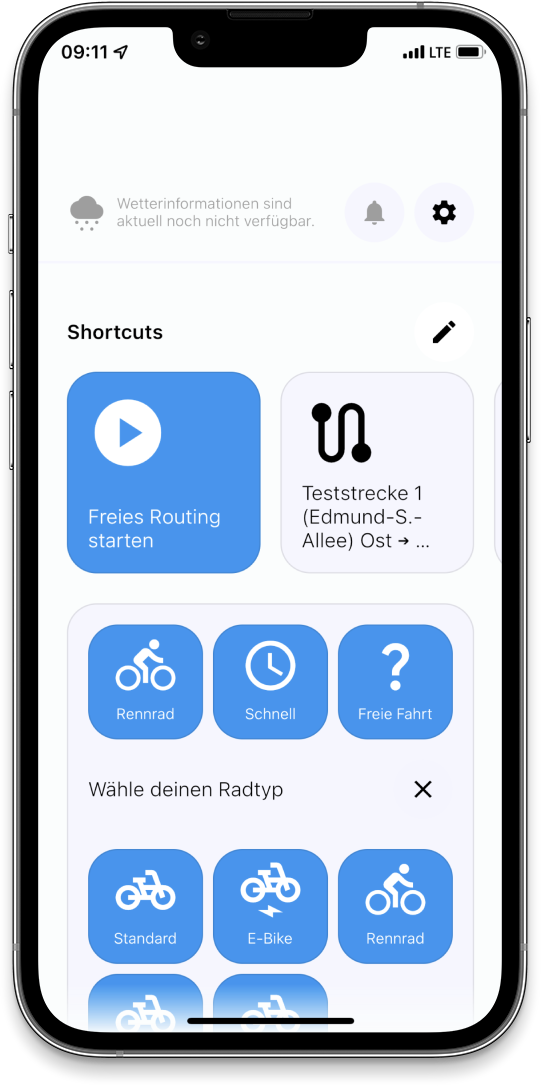 09:11
LTE
Wetterinformationen sind
aktuell noch nicht verfügbar.
Shortcuts
Freies Routing
starten
Teststrecke 1
(Edmund-S.-
Allee) Ost → ...
Rennrad
Schnell
?
Freie Fahrt
Wähle deinen Radtyp
Standard
E-Bike
Rennrad